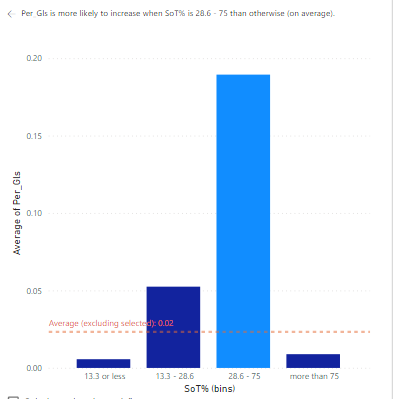 ← Per_Gls is more likely to increase when SoT% is 28.6 - 75 than otherwise (on average).
0.20
0.15
0.10
0.05
0.00
Average of Per_Gls
Average (excluding selected): 0.02
13.3 or less
13.3 - 28.6
28.6 - 75
more than 75
SoT% (bins)